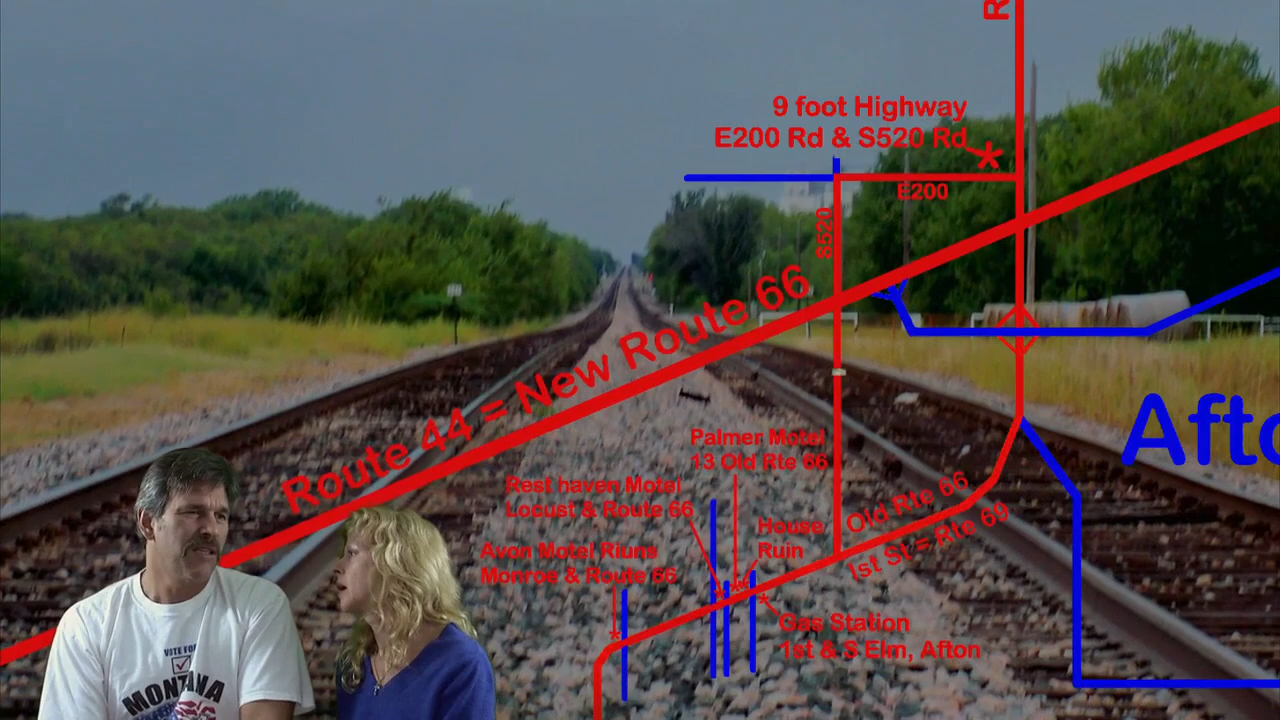 R
9 foot Highway
E200 Rd & S520 Rd
*
E200
S520
Route 44 = New Route 66
Afto
Palmer Motel
13 Old Rte 66
Rest haven Motel
Locust & Route 66
House
Ruin
Old Rte 66
1st St = Rte 69
Avon Motel RIuns
Monroe & Route 66
Gas Station
1st & S Elm, Afton
VOTE FOR
MONTANA